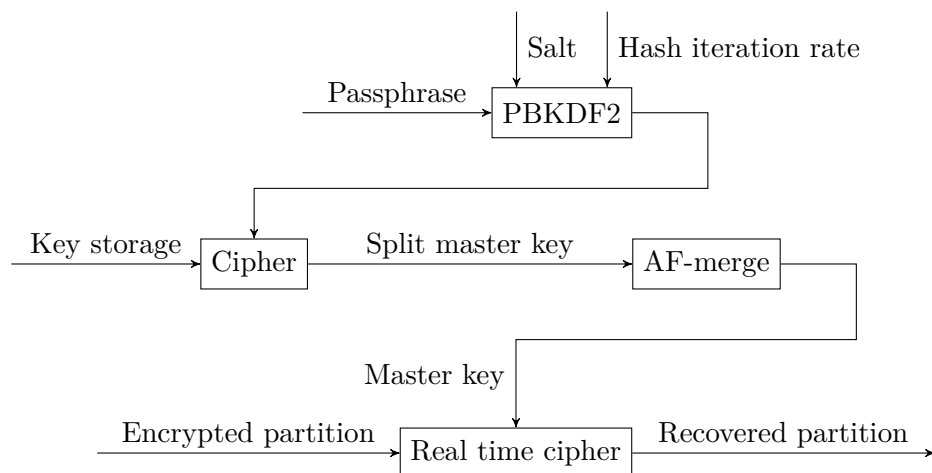 Salt
Hash iteration rate
Passphrase
PBKDF2
Key storage
Cipher
Split master key
AF-merge
Master key
Encrypted partition
Real time cipher
Recovered partition